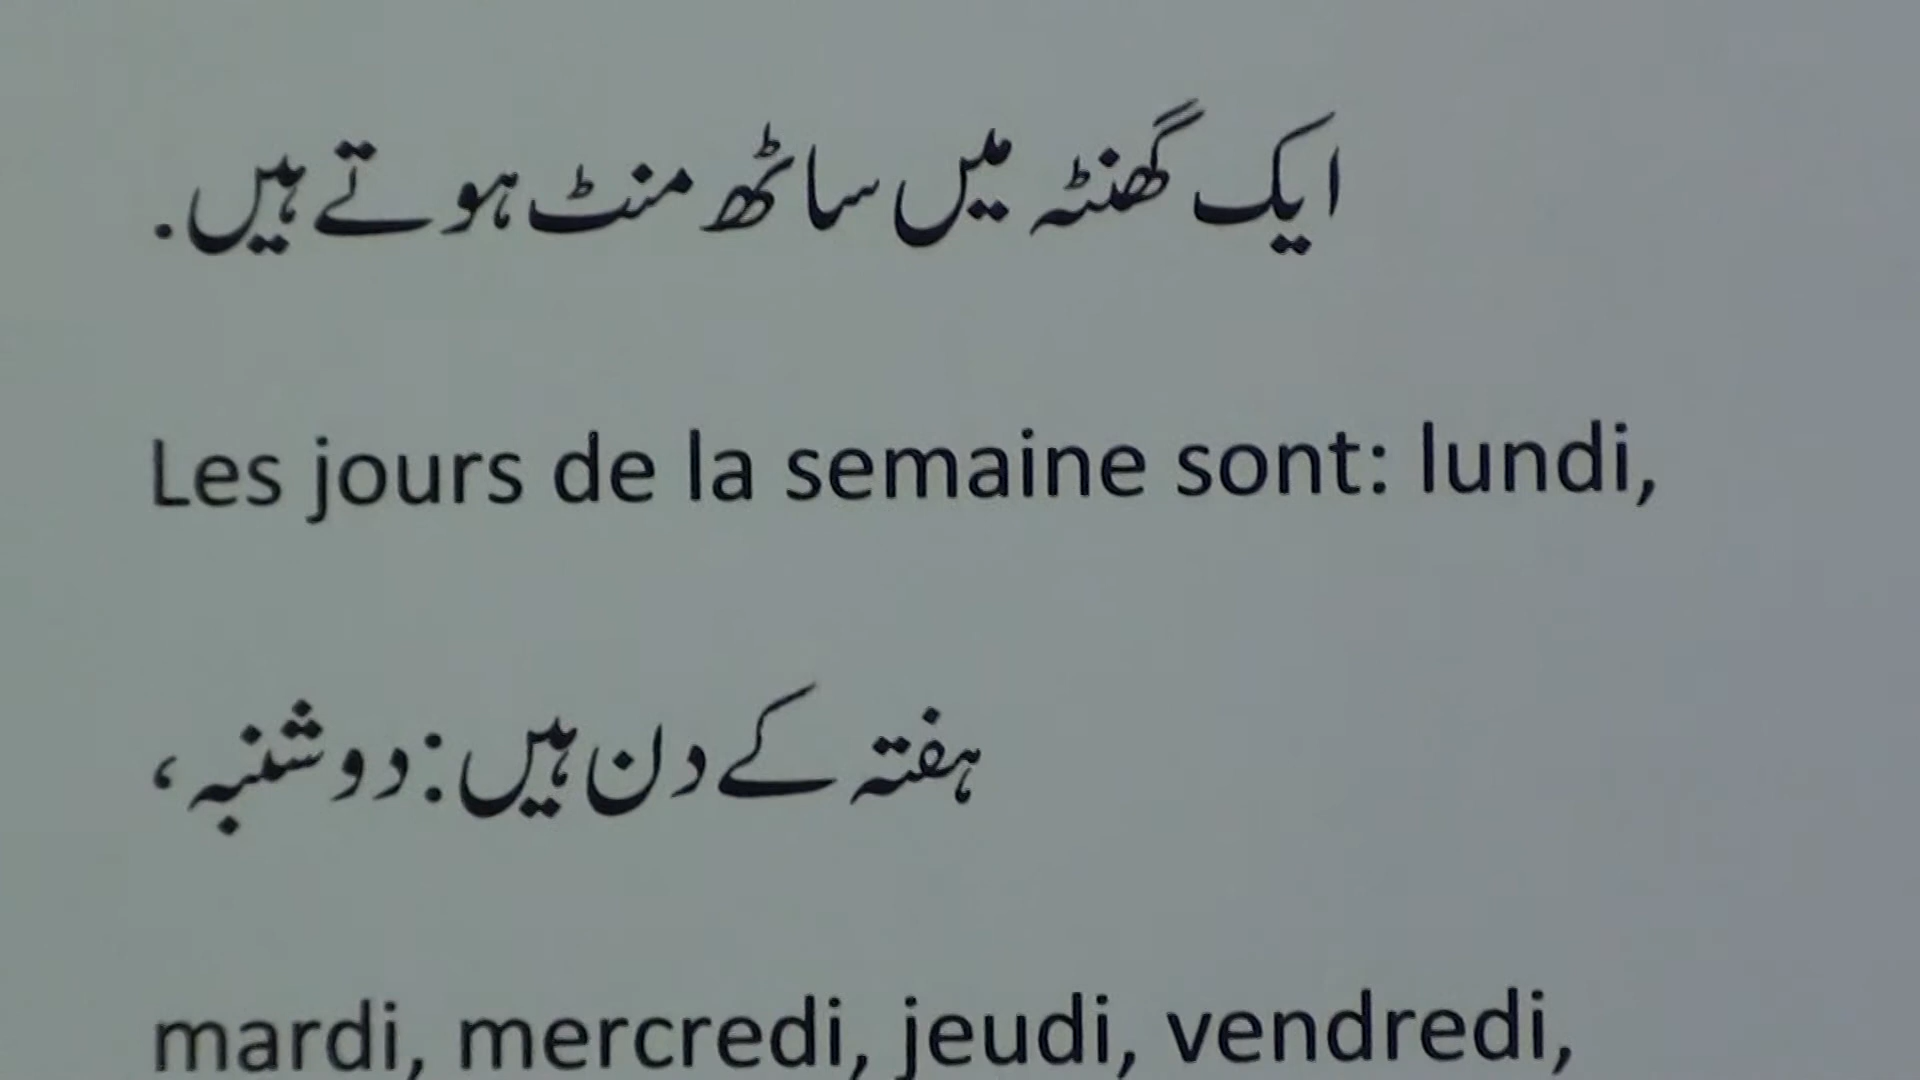 ایک گھنٹہ میں ساٹھ منٹ ہوتے ہیں.
Les jours de la semaine sont: lundi,
ہفتہ کے دن ہیں: دوشنبہ،
mardi, mercredi, jeudi, vendredi,